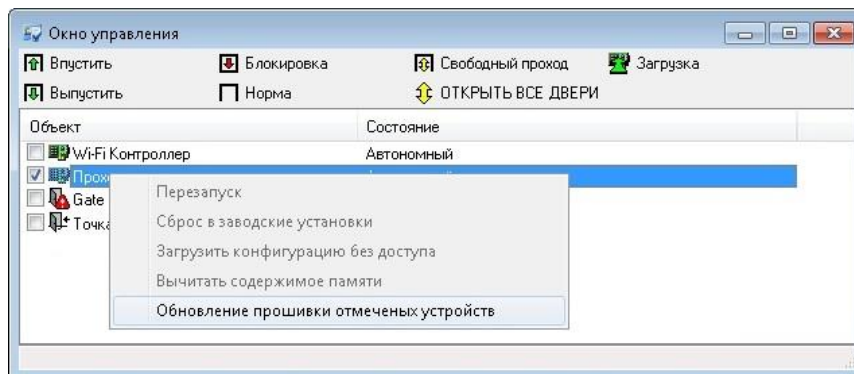 Окно управления
Впустить Блокировка Свободный проход Загрузка
Выпустить Норма ОТКРЫТЬ ВСЕ ДВЕРИ
Объект Состояние
Wi-Fi Контроллер Автономный
Gate
Перезапуск
Сброс в заводские установки
Загрузить конфигурацию без доступа
Вычитать содержимое памяти
Обновление прошивки отмеченых устройств